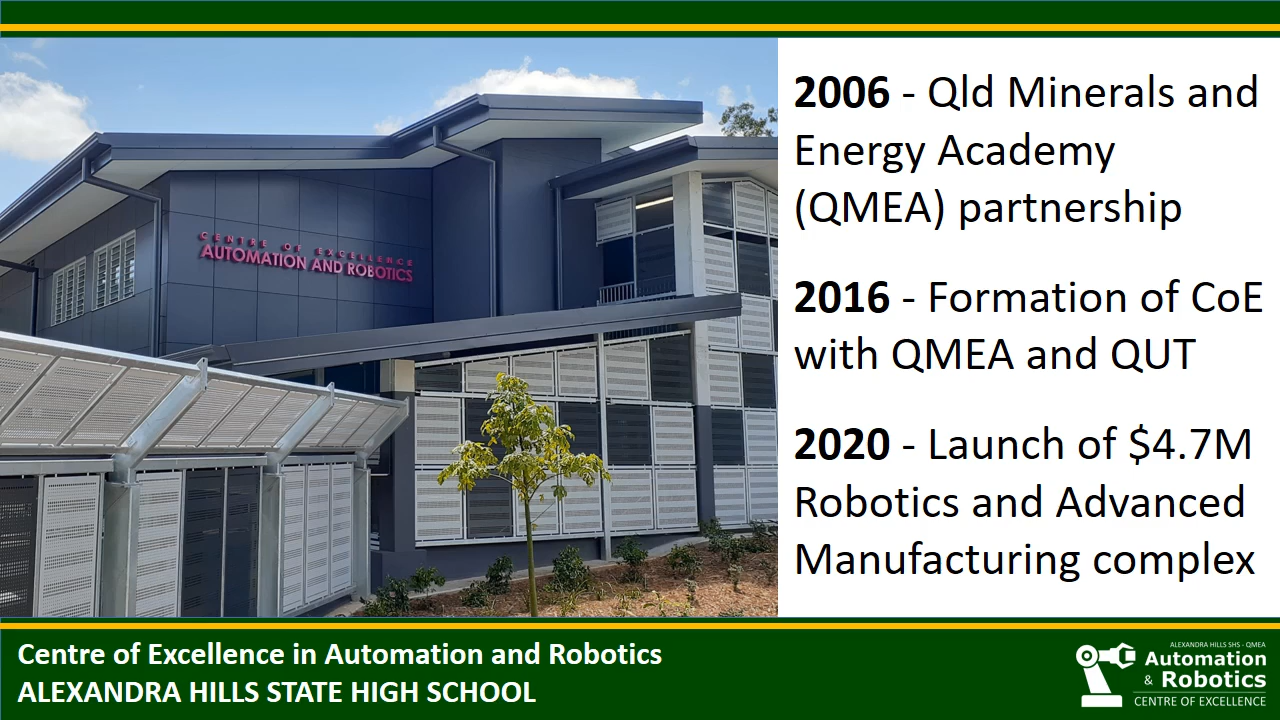 CENTRE OF EXCELLENCE
AUTOMATION AND ROBOTICS
2006 - Qld Minerals and
Energy Academy
(QMEA) partnership
2016 - Formation of CoE
with QMEA and QUT
2020 - Launch of $4.7M
Robotics and Advanced
Manufacturing complex
Centre of Excellence in Automation and Robotics
ALEXANDRA HILLS STATE HIGH SCHOOL
ALEXANDRA HILLS SHS - QMEA
Automation
& Robotics
CENTRE OF EXCELLENCE